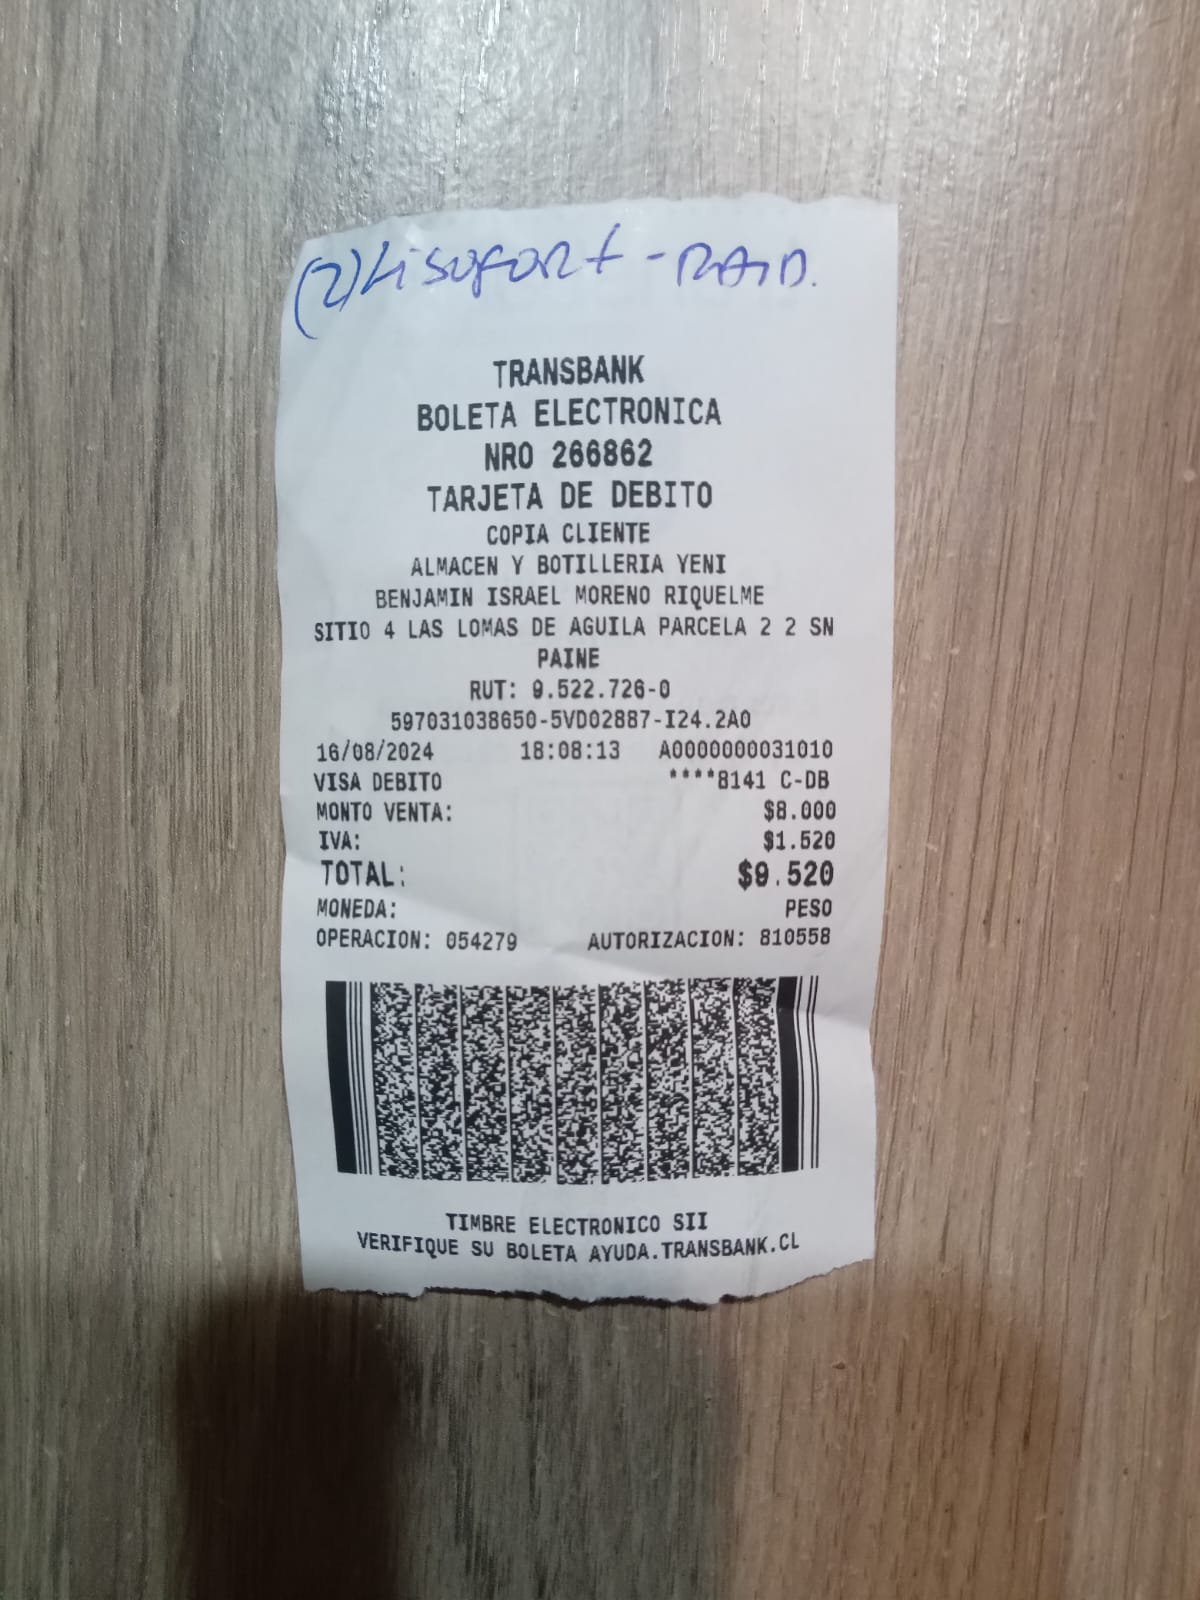 (2) Lisofort - RAID.
TRANSBANK
BOLETA ELECTRONICA
NRO 266862
TARJETA DE DEBITO
COPIA CLIENTE
ALMACEN Y BOTILLERIA YENI
BENJAMIN ISRAEL MORENO RIQUELME
SITIO 4 LAS LOMAS DE AGUILA PARCELA 2 2 SN
PAINE
RUT: 9.522.726-0
597031038650-5VD02887-I24.2A0
16/08/2024 18:08:13 A0000000031010
VISA DEBITO ****8141 C-DB
MONTO VENTA: $8.000
IVA: $1.520
TOTAL: $9.520
MONEDA: PESO
OPERACION: 054279 AUTORIZACION: 810558
TIMBRE ELECTRONICO SII
VERIFIQUE SU BOLETA AYUDA.TRANSBANK.CL